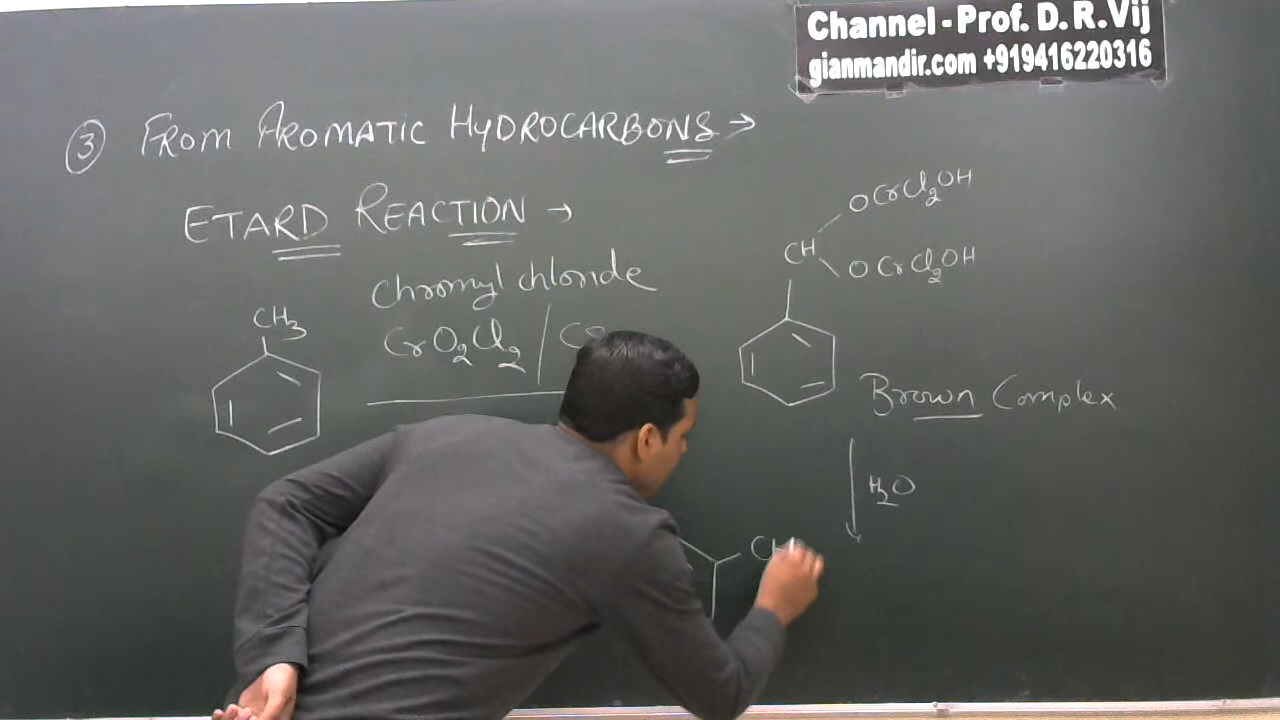 Channel - Prof. D. R. Vij
gianmandir.com +919416220316
③ FROM AROMATIC HYDROCARBONS →
ETARD REACTION →
Chromyl chloride
CrO₂Cl₂
CH₃
OCrCl₂OH
CH
OCrCl₂OH
Brown Complex
H₂O